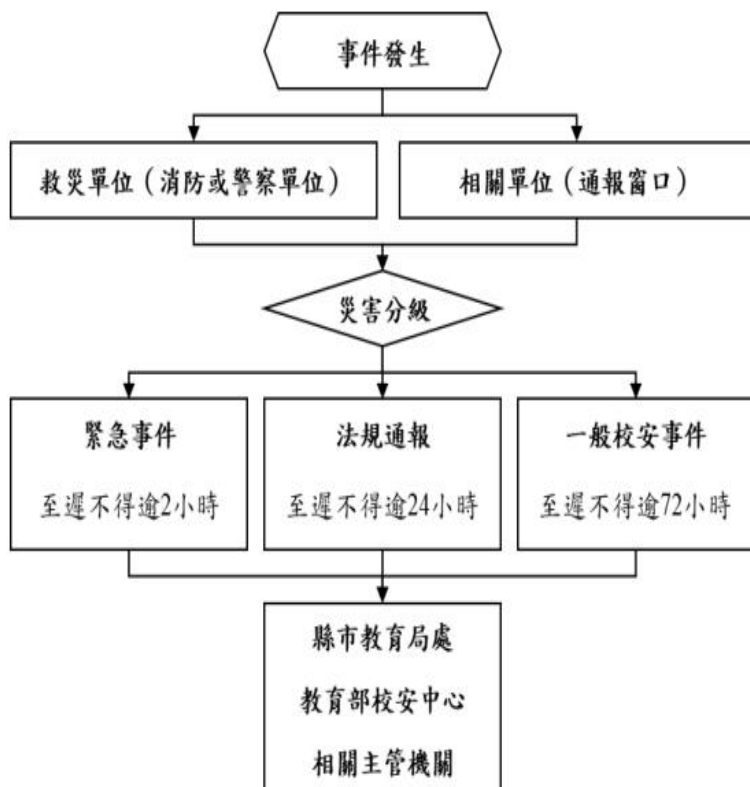 事件發生
救災單位（消防或警察單位）
相關單位（通報窗口）
災害分級
緊急事件
至遲不得逾2小時
法規通報
至遲不得逾24小時
一般校安事件
至遲不得逾72小時
縣市教育局處
教育部校安中心
相關主管機關